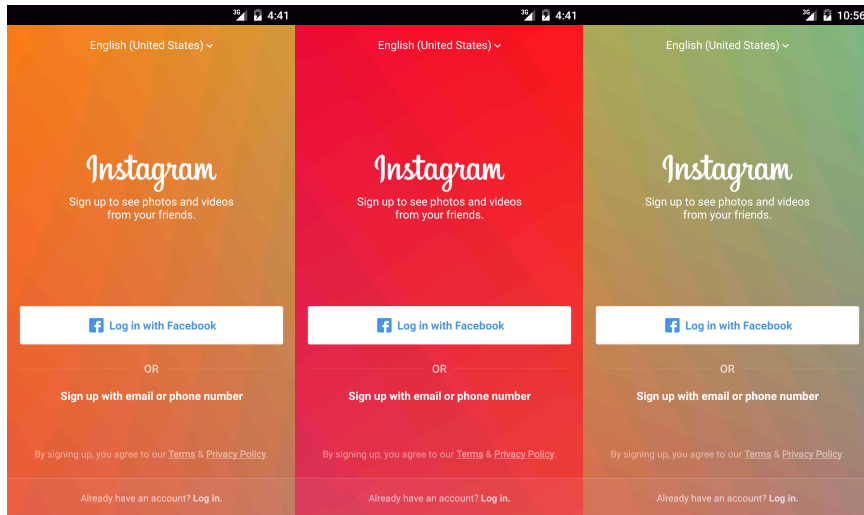 3G 4:41
English (United States)
Instagram
Sign up to see photos and videos
from your friends.
Log in with Facebook
OR
Sign up with email or phone number
By signing up, you agree to our Terms & Privacy Policy.
Already have an account? Log in.
3G 4:41
English (United States)
Instagram
Sign up to see photos and videos
from your friends.
Log in with Facebook
OR
Sign up with email or phone number
By signing up, you agree to our Terms & Privacy Policy.
Already have an account? Log in.
3G 10:56
English (United States)
Instagram
Sign up to see photos and videos
from your friends.
Log in with Facebook
OR
Sign up with email or phone number
By signing up, you agree to our Terms & Privacy Policy.
Already have an account? Log in.